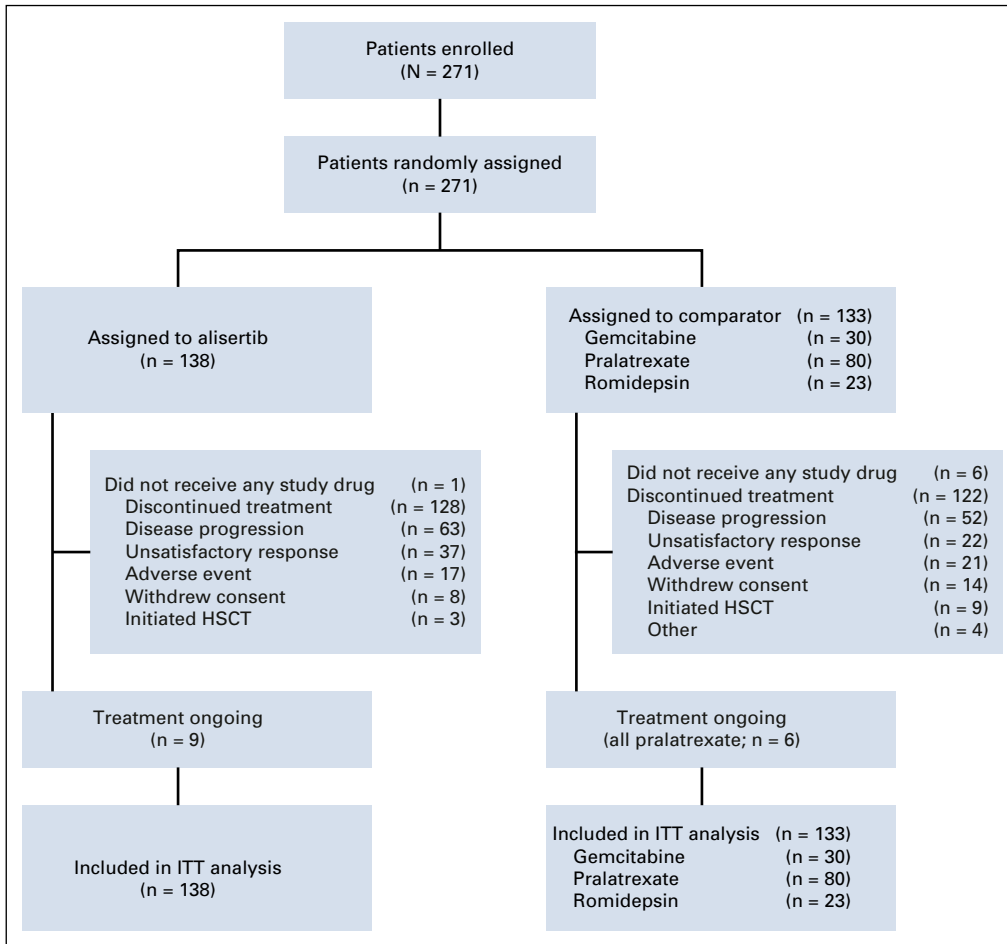 Patients enrolled
(N = 271)
Patients randomly assigned
(n = 271)
Assigned to alisertib
(n = 138)
Assigned to comparator (n = 133)
Gemcitabine (n = 30)
Pralatrexate (n = 80)
Romidepsin (n = 23)
Did not receive any study drug (n = 1)
Discontinued treatment (n = 128)
Disease progression (n = 63)
Unsatisfactory response (n = 37)
Adverse event (n = 17)
Withdrew consent (n = 8)
Initiated HSCT (n = 3)
Did not receive any study drug (n = 6)
Discontinued treatment (n = 122)
Disease progression (n = 52)
Unsatisfactory response (n = 22)
Adverse event (n = 21)
Withdrew consent (n = 14)
Initiated HSCT (n = 9)
Other (n = 4)
Treatment ongoing
(n = 9)
Treatment ongoing
(all pralatrexate; n = 6)
Included in ITT analysis
(n = 138)
Included in ITT analysis (n = 133)
Gemcitabine (n = 30)
Pralatrexate (n = 80)
Romidepsin (n = 23)